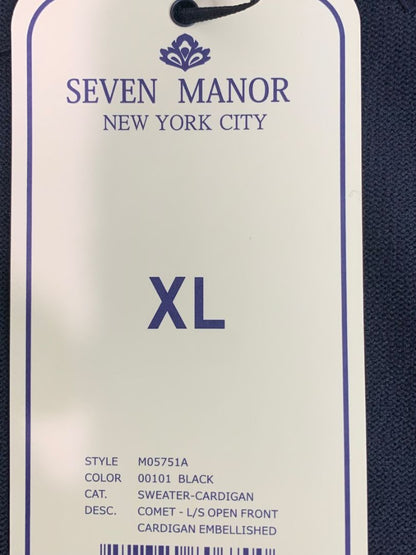 SEVEN MANOR
NEW YORK CITY
XL
STYLE M05751A
COLOR 00101 BLACK
CAT. SWEATER-CARDIGAN
DESC. COMET - L/S OPEN FRONT
CARDIGAN EMBELLISHED